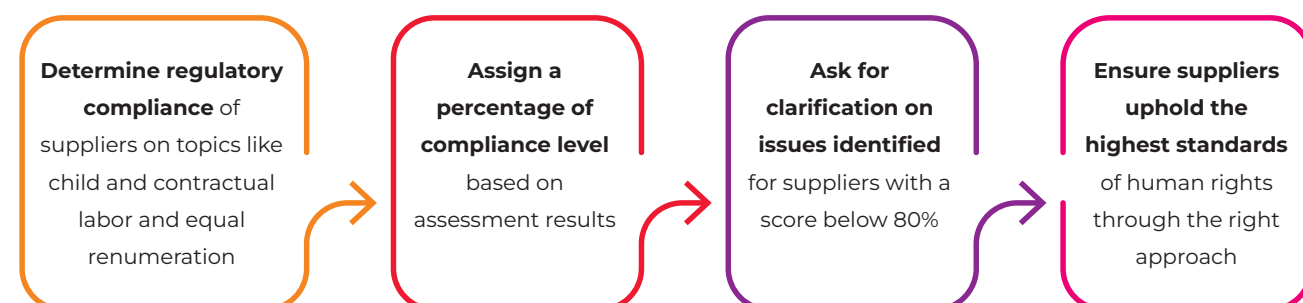 Determine regulatory
compliance of
suppliers on topics like
child and contractual
labor and equal
renumeration
Assign a
percentage of
compliance level
based on
assessment results
Ask for
clarification on
issues identified
for suppliers with a
score below 80%
Ensure suppliers
uphold the
highest standards
of human rights
through the right
approach